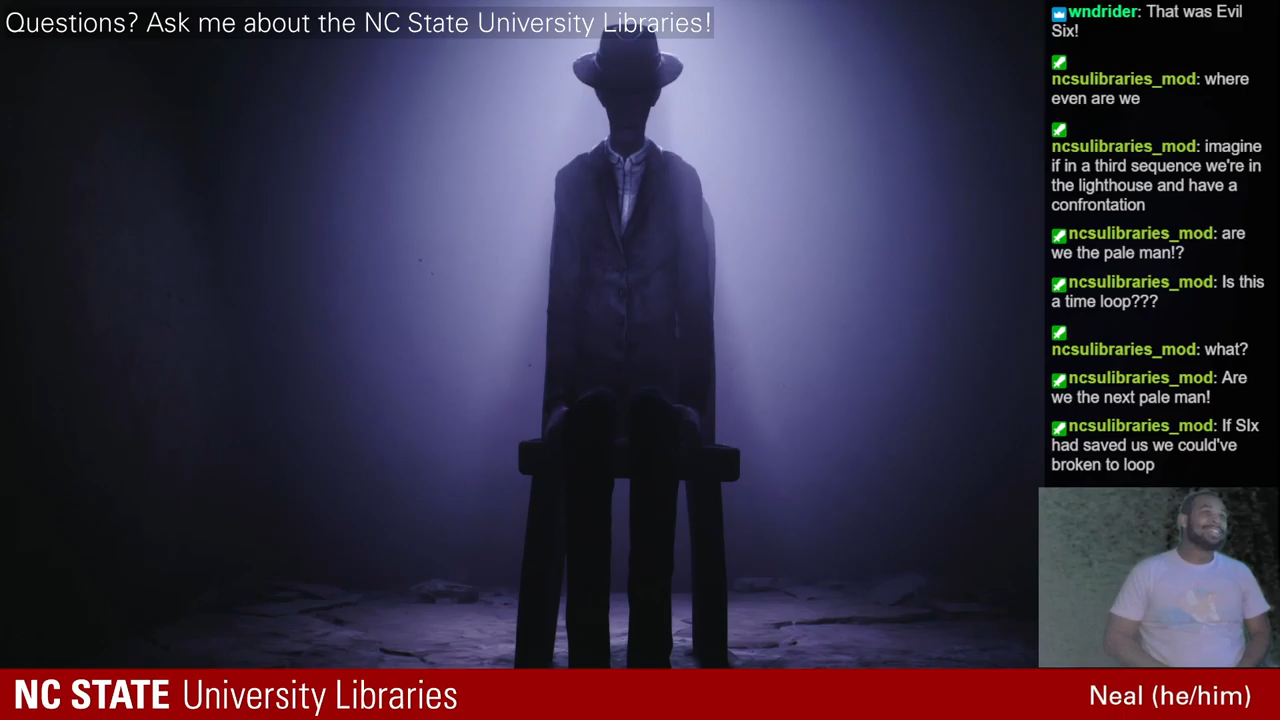 Questions? Ask me about the NC State University Libraries!
wndrider: That was Evil
Six!
ncsulibraries_mod: where
even are we
ncsulibraries_mod: imagine
if in a third sequence we're in
the lighthouse and have a
confrontation
ncsulibraries_mod: are
we the pale man!?
ncsulibraries_mod: Is this
a time loop???
ncsulibraries_mod: what?
ncsulibraries_mod: Are
we the next pale man!
ncsulibraries_mod: If SIx
had saved us we could've
broken to loop
NC STATE University Libraries
Neal (he/him)